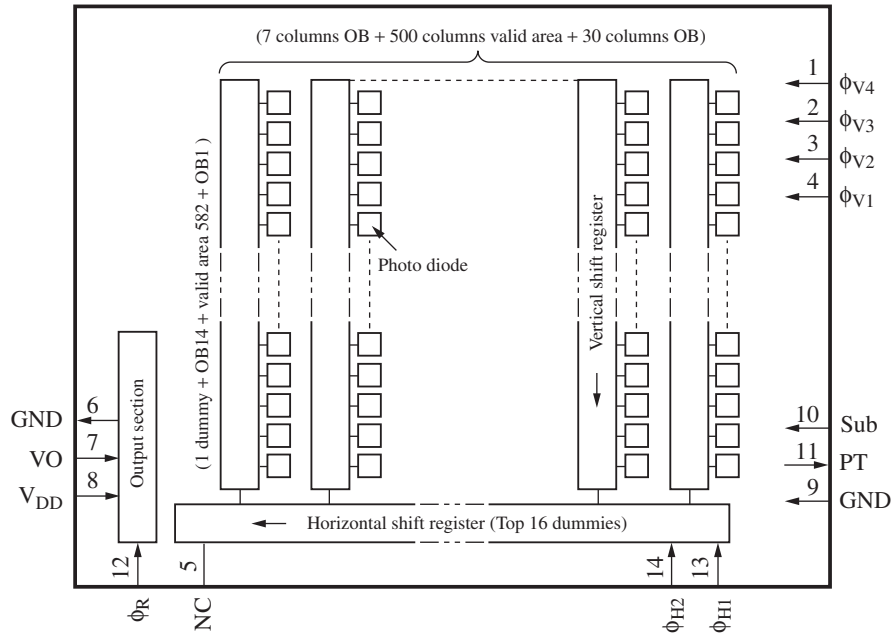 (7 columns OB + 500 columns valid area + 30 columns OB)
(1 dummy + OB14 + valid area 582 + OB1)
Photo diode
Vertical shift register
Output section
Horizontal shift register (Top 16 dummies)
1 ϕV4
2 ϕV3
3 ϕV2
4 ϕV1
GND 6
VO 7
VDD 8
10 Sub
11 PT
9 GND
12 ϕR
5 NC
14 ϕH2
13 ϕH1